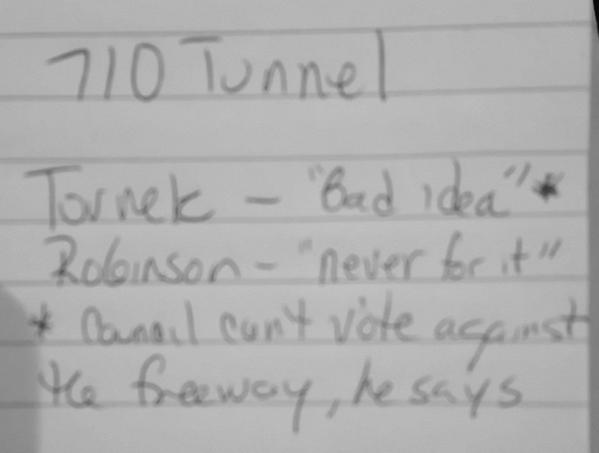 710 Tunnel
Tornek - "Bad idea" *
Robinson - "never for it"
* Council can't vote against
the freeway, he says